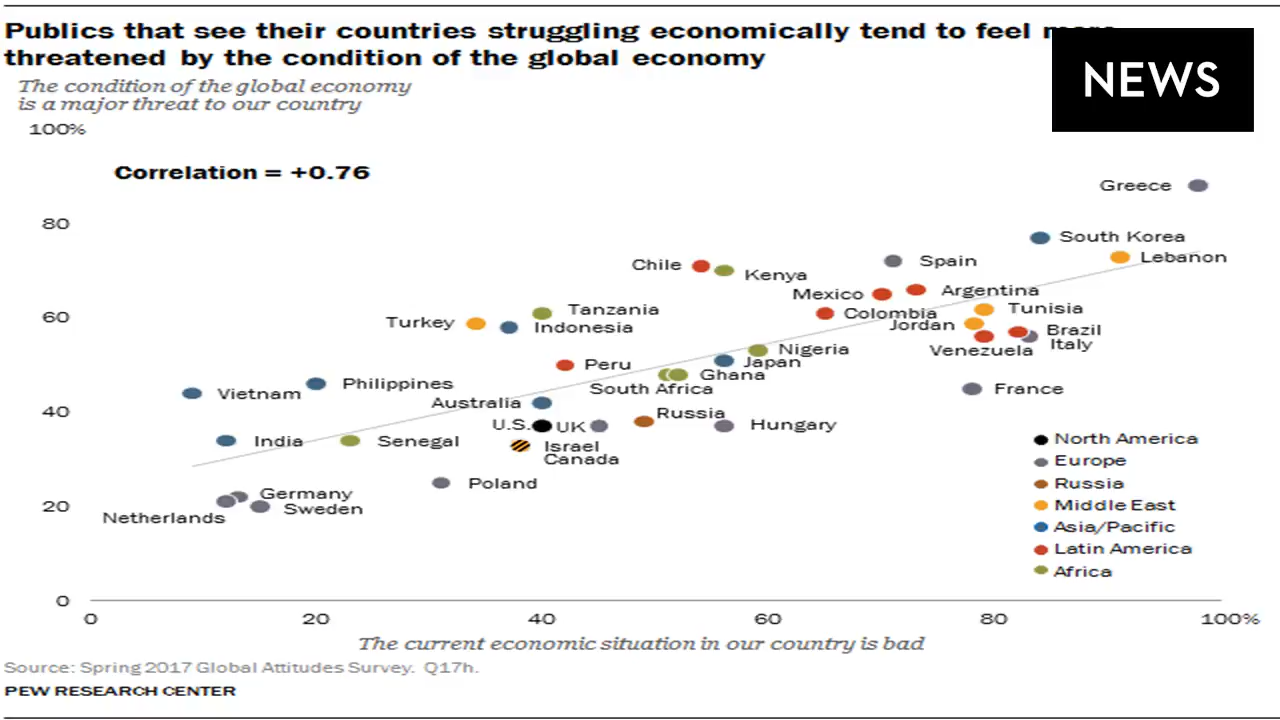 Publics that see their countries struggling economically tend to feel
threatened by the condition of the global economy
NEWS
The condition of the global economy
is a major threat to our country
100%
Correlation = +0.76
Greece
80
South Korea
Lebanon
Spain
Chile
Kenya
Mexico
Argentina
Tanzania
Colombia
Tunisia
60
Turkey
Indonesia
Jordan
Brazil
Italy
Nigeria
Venezuela
Peru
Japan
Ghana
South Africa
Vietnam
Philippines
France
40
Australia
Russia
U.S.
UK
Hungary
India
Senegal
Israel
Canada
North America
Europe
Poland
Russia
Germany
20
Sweden
Middle East
Netherlands
Asia/Pacific
Latin America
Africa
0
0 20 40 60 80 100%
The current economic situation in our country is bad
Source: Spring 2017 Global Attitudes Survey. Q17h.
PEW RESEARCH CENTER